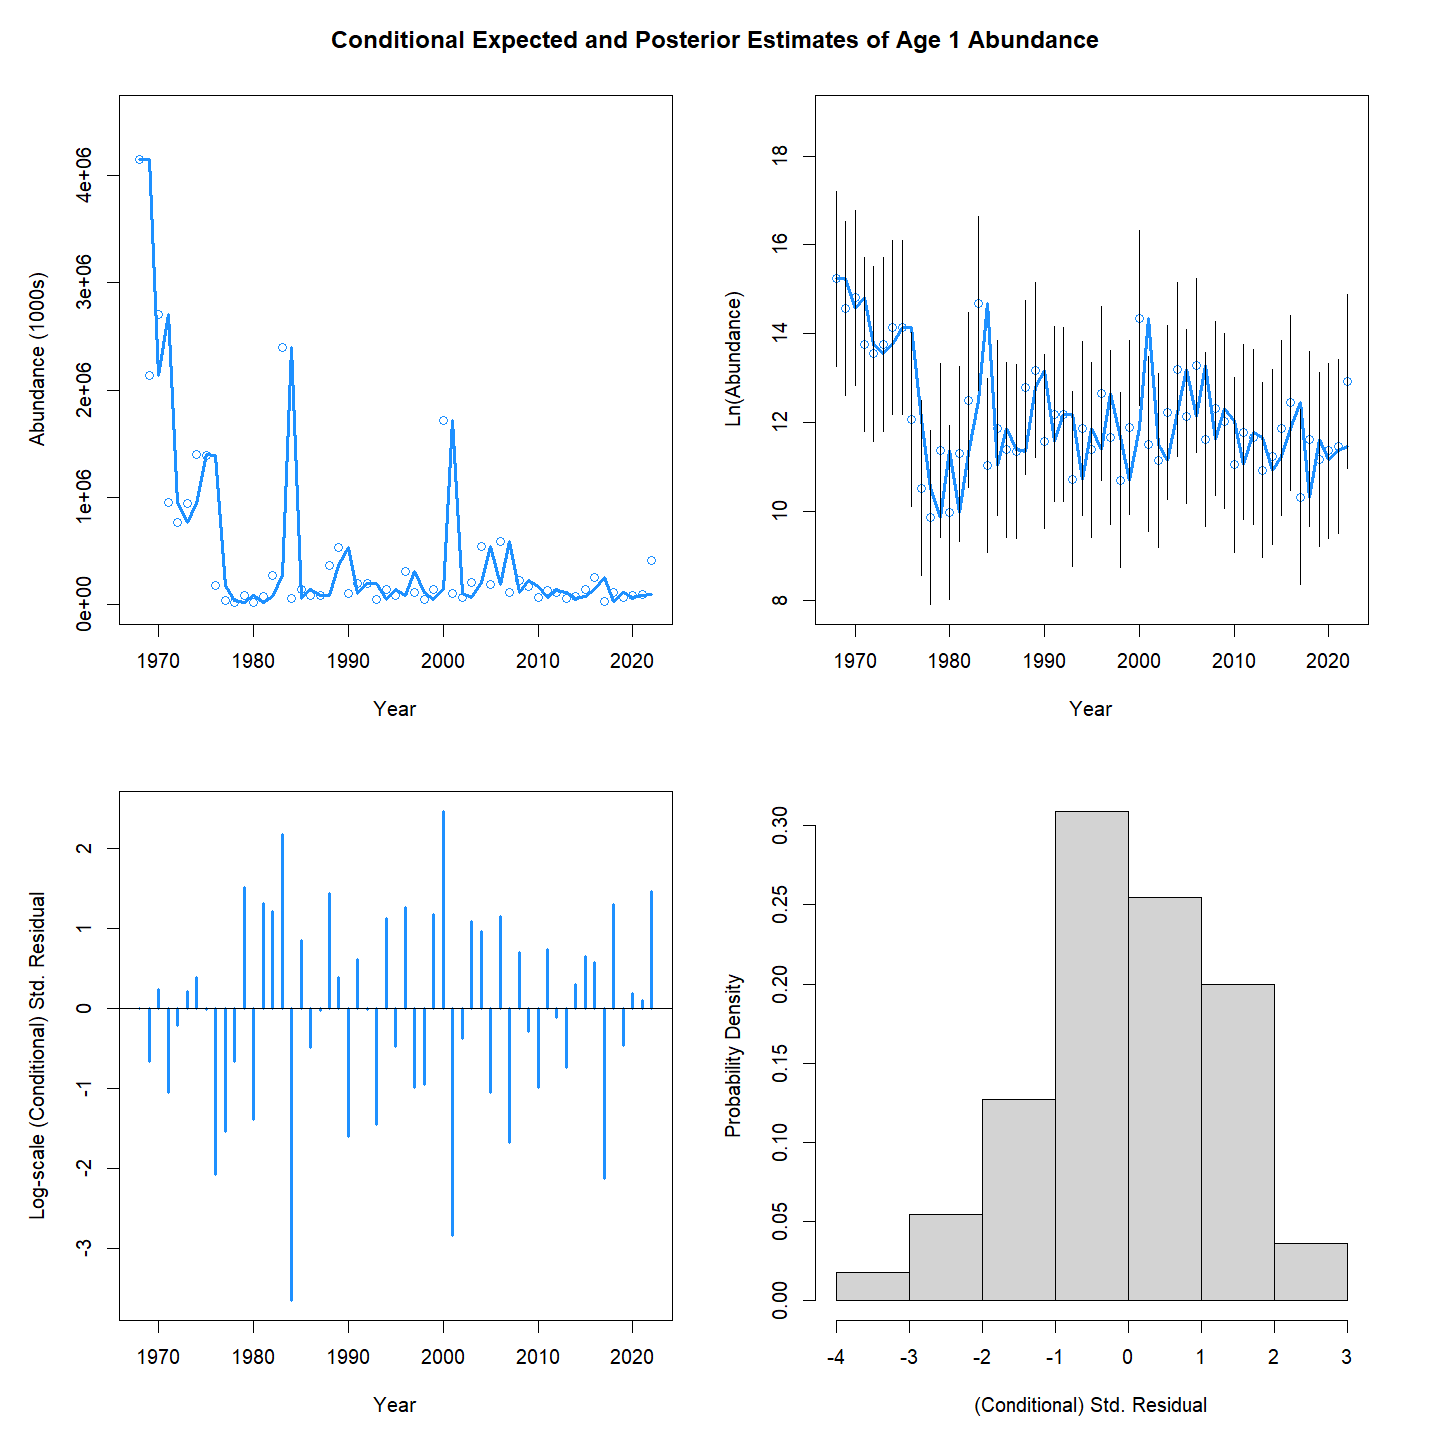 Conditional Expected and Posterior Estimates of Age 1 Abundance
Abundance (1000s)
4e+06
3e+06
2e+06
1e+06
0e+00
1970 1980 1990 2000 2010 2020
Year
Ln(Abundance)
18
16
14
12
10
8
1970 1980 1990 2000 2010 2020
Year
Log-scale (Conditional) Std. Residual
2
1
0
-1
-2
-3
1970 1980 1990 2000 2010 2020
Year
Probability Density
0.30
0.25
0.20
0.15
0.10
0.05
0.00
-4 -3 -2 -1 0 1 2 3
(Conditional) Std. Residual